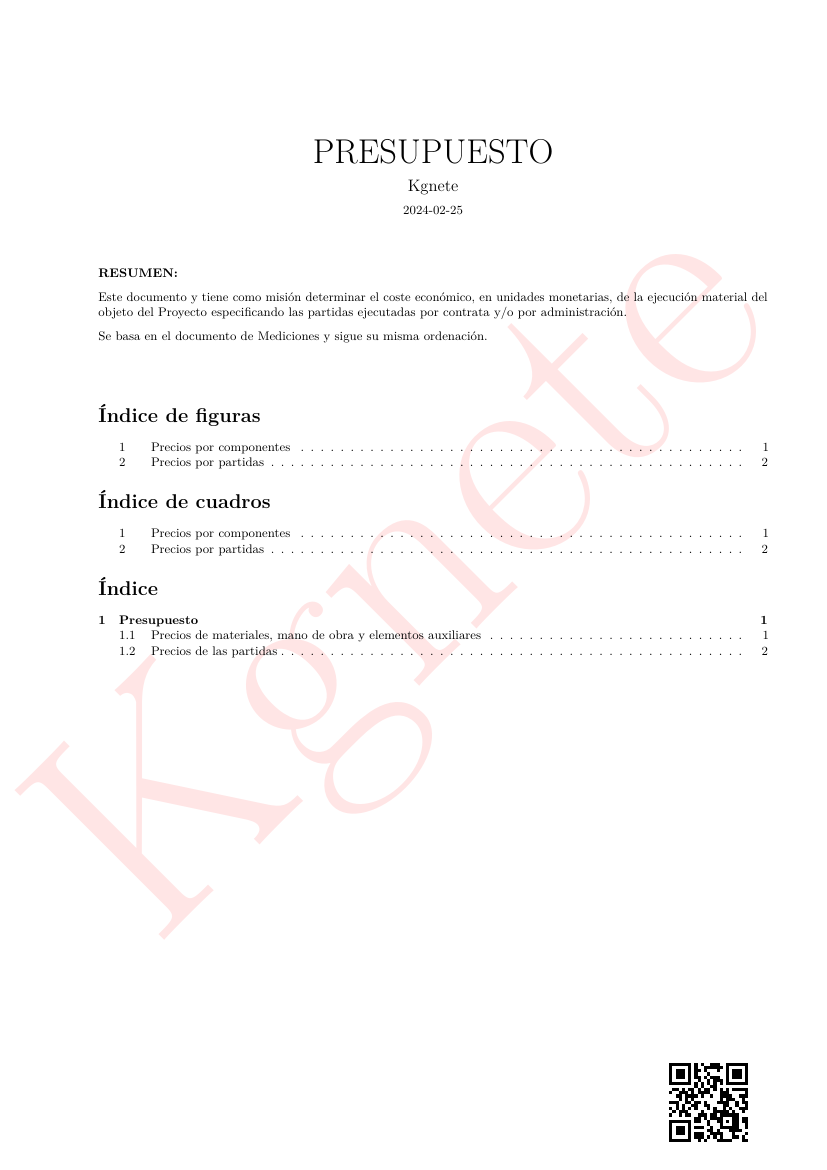 PRESUPUESTO
Kgnete
2024-02-25
RESUMEN:
Este documento y tiene como misión determinar el coste económico, en unidades monetarias, de la ejecución material del
objeto del Proyecto especificando las partidas ejecutadas por contrata y/o por administración.
Se basa en el documento de Mediciones y sigue su misma ordenación.
Índice de figuras
1 Precios por componentes . . . . . . . . . . . . . . . . . . . . . . . . . . . . . . . . . . . . . . . . . . . . . 1
2 Precios por partidas . . . . . . . . . . . . . . . . . . . . . . . . . . . . . . . . . . . . . . . . . . . . . . . . 2
Índice de cuadros
1 Precios por componentes . . . . . . . . . . . . . . . . . . . . . . . . . . . . . . . . . . . . . . . . . . . . . 1
2 Precios por partidas . . . . . . . . . . . . . . . . . . . . . . . . . . . . . . . . . . . . . . . . . . . . . . . . 2
Índice
1 Presupuesto 1
1.1 Precios de materiales, mano de obra y elementos auxiliares . . . . . . . . . . . . . . . . . . . . . . . . . . 1
1.2 Precios de las partidas . . . . . . . . . . . . . . . . . . . . . . . . . . . . . . . . . . . . . . . . . . . . . . . 2
Kgnete